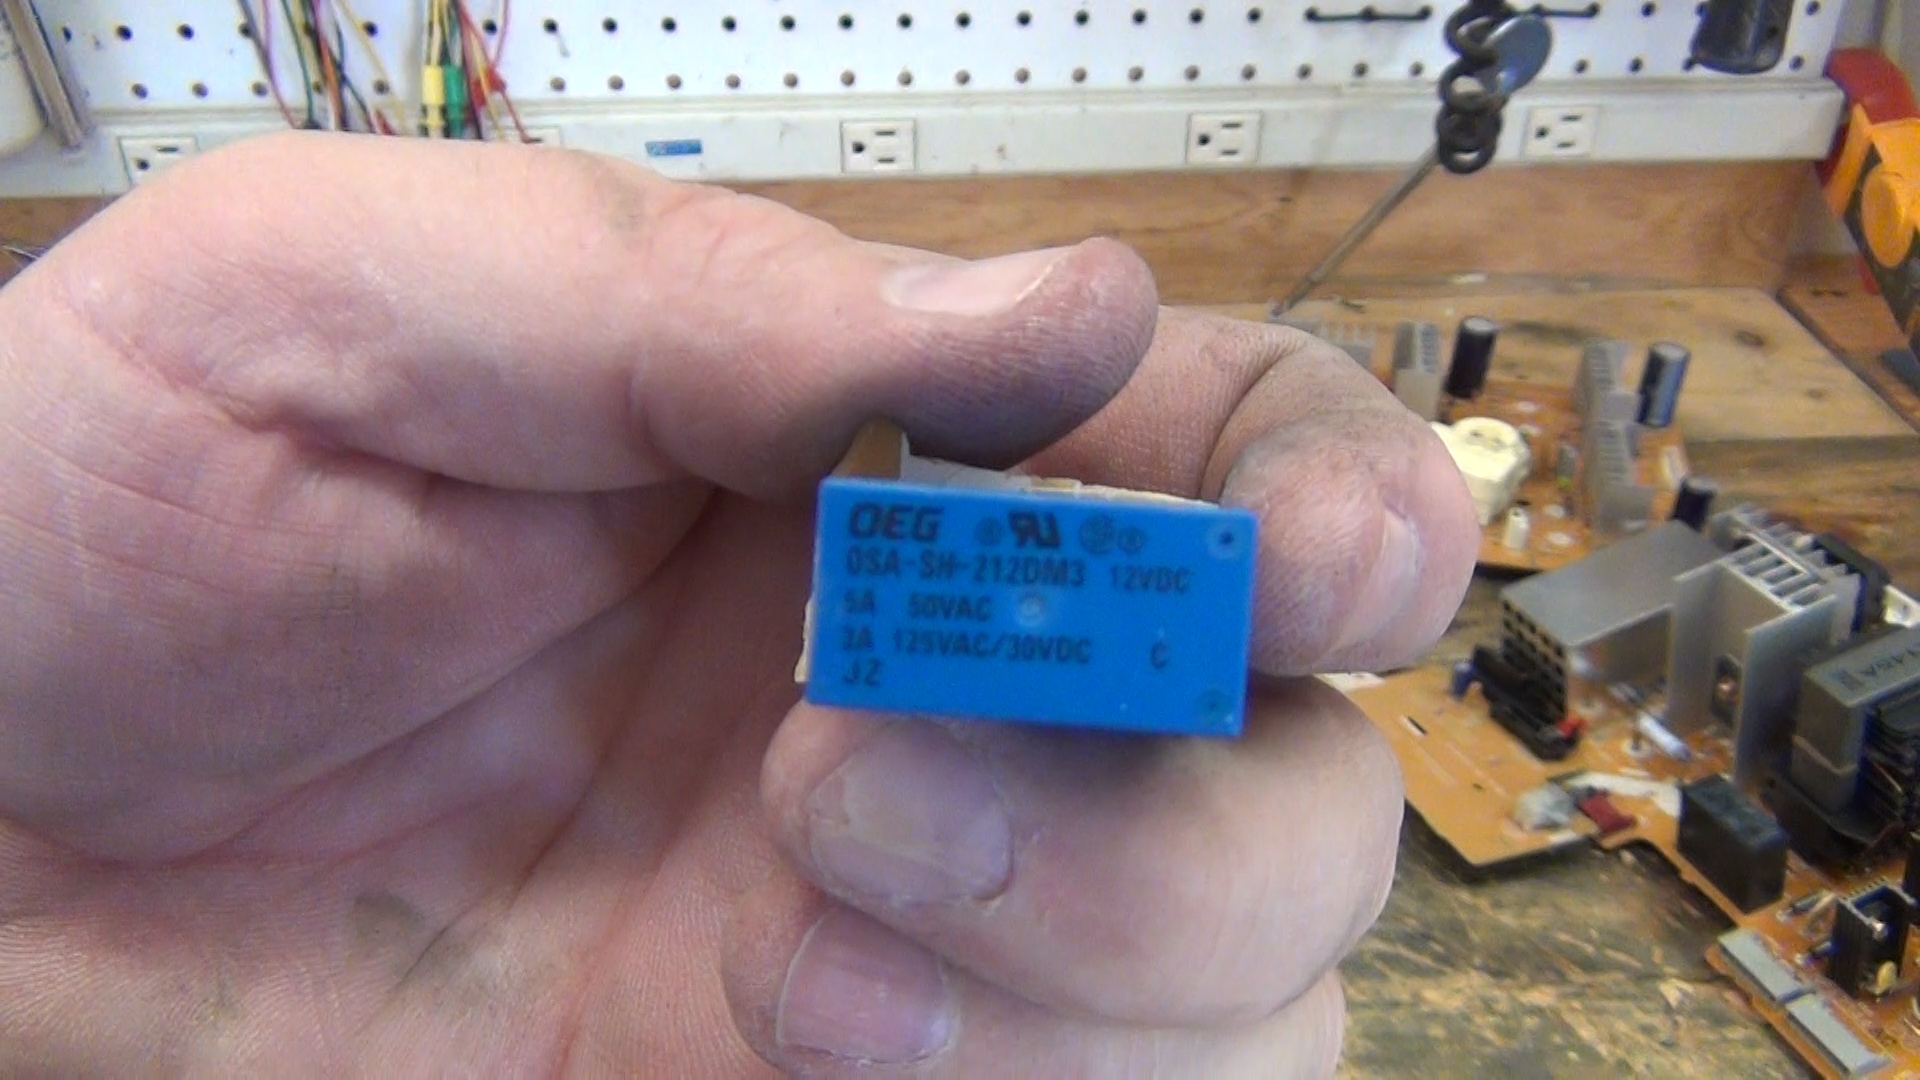 OEG
OSA-SH-212DM3 12VDC
5A 50VAC
3A 125VAC/30VDC C
JZ